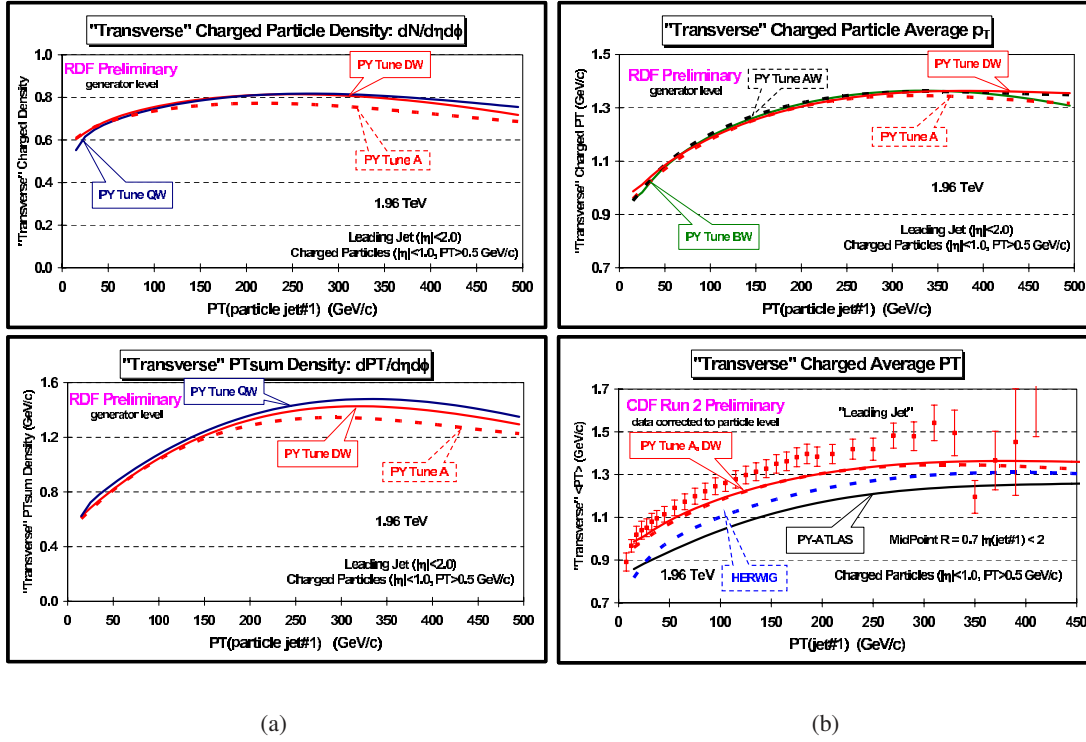 "Transverse" Charged Particle Density: dN/dηdϕ
RDF Preliminary
generator level
PY Tune DW
PY Tune A
PY Tune QW
1.96 TeV
Leading Jet (|η|<2.0)
Charged Particles (|η|<1.0, PT>0.5 GeV/c)
"Transverse" Charged Density
1.0
0.8
0.6
0.4
0.2
0.0
0 50 100 150 200 250 300 350 400 450 500
PT(particle jet#1) (GeV/c)
"Transverse" Charged Particle Average pT
RDF Preliminary
generator level
PY Tune AW
PY Tune DW
PY Tune A
PY Tune BW
1.96 TeV
Leading Jet (|η|<2.0)
Charged Particles (|η|<1.0, PT>0.5 GeV/c)
"Transverse" Charged PT (GeV/c)
1.5
1.3
1.1
0.9
0.7
0 50 100 150 200 250 300 350 400 450 500
PT(particle jet#1) (GeV/c)
"Transverse" PTsum Density: dPT/dηdϕ
RDF Preliminary
generator level
PY Tune QW
PY Tune DW
PY Tune A
1.96 TeV
Leading Jet (|η|<2.0)
Charged Particles (|η|<1.0, PT>0.5 GeV/c)
"Transverse" PTsum Density (GeV/c)
1.6
1.2
0.8
0.4
0.0
0 50 100 150 200 250 300 350 400 450 500
PT(particle jet#1) (GeV/c)
"Transverse" Charged Average PT
CDF Run 2 Preliminary
data corrected to particle level
"Leading Jet"
PY Tune A, DW
PY-ATLAS
MidPoint R = 0.7 |η(jet#1) < 2
HERWIG
1.96 TeV
Charged Particles (|η|<1.0, PT>0.5 GeV/c)
"Transverse" <PT> (GeV/c)
1.7
1.5
1.3
1.1
0.9
0.7
0 50 100 150 200 250 300 350 400 450
PT(jet#1) (GeV/c)
(a)
(b)